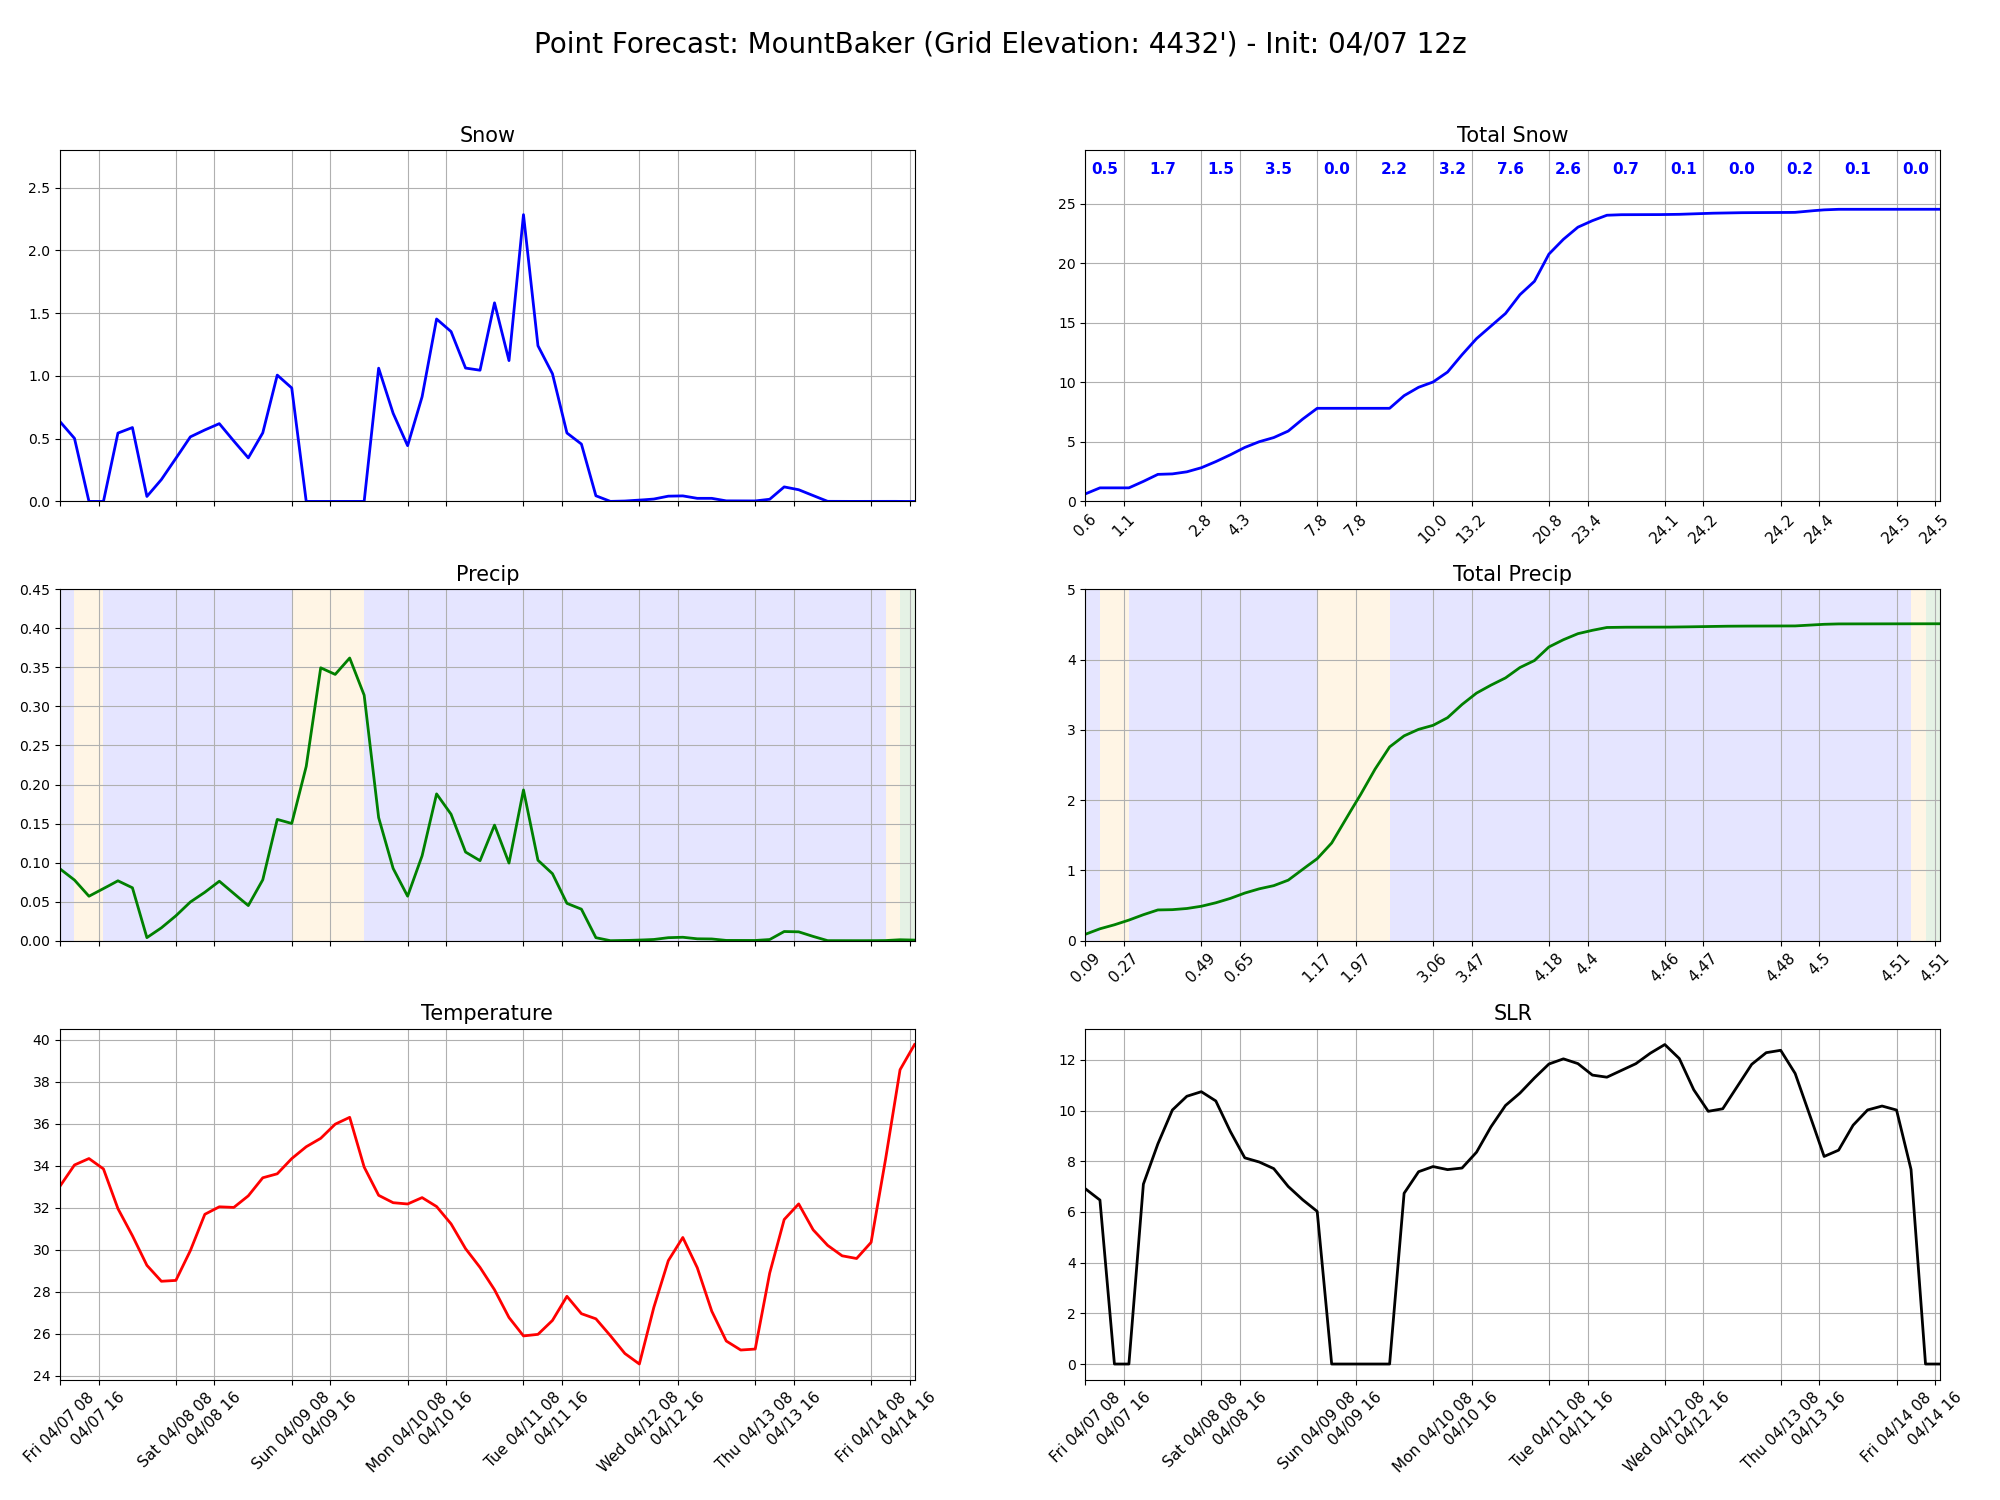 Point Forecast: MountBaker (Grid Elevation: 4432') - Init: 04/07 12z
Snow
2.5
2.0
1.5
1.0
0.5
0.0
Total Snow
0.5 1.7 1.5 3.5 0.0 2.2 3.2 7.6 2.6 0.7 0.1 0.0 0.2 0.1 0.0
25
20
15
10
5
0
0.6 1.1 2.8 4.3 7.8 7.8 10.0 13.2 20.8 23.4 24.1 24.2 24.2 24.4 24.5 24.5
Precip
0.45
0.40
0.35
0.30
0.25
0.20
0.15
0.10
0.05
0.00
Total Precip
5
4
3
2
1
0
0.09 0.27 0.49 0.65 1.17 1.97 3.06 3.47 4.18 4.4 4.46 4.47 4.48 4.5 4.51 4.51
Temperature
40
38
36
34
32
30
28
26
24
Fri 04/07 08
04/07 16
Sat 04/08 08
04/08 16
Sun 04/09 08
04/09 16
Mon 04/10 08
04/10 16
Tue 04/11 08
04/11 16
Wed 04/12 08
04/12 16
Thu 04/13 08
04/13 16
Fri 04/14 08
04/14 16
SLR
12
10
8
6
4
2
0
Fri 04/07 08
04/07 16
Sat 04/08 08
04/08 16
Sun 04/09 08
04/09 16
Mon 04/10 08
04/10 16
Tue 04/11 08
04/11 16
Wed 04/12 08
04/12 16
Thu 04/13 08
04/13 16
Fri 04/14 08
04/14 16